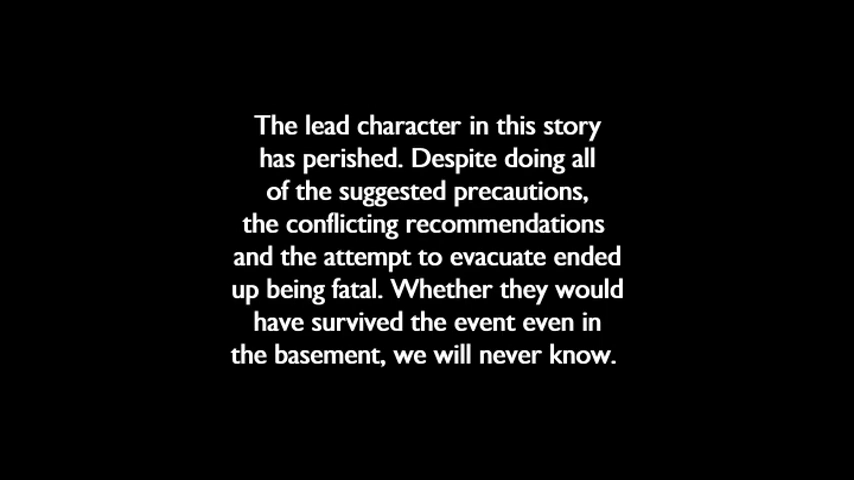 The lead character in this story
has perished. Despite doing all
of the suggested precautions,
the conflicting recommendations
and the attempt to evacuate ended
up being fatal. Whether they would
have survived the event even in
the basement, we will never know.